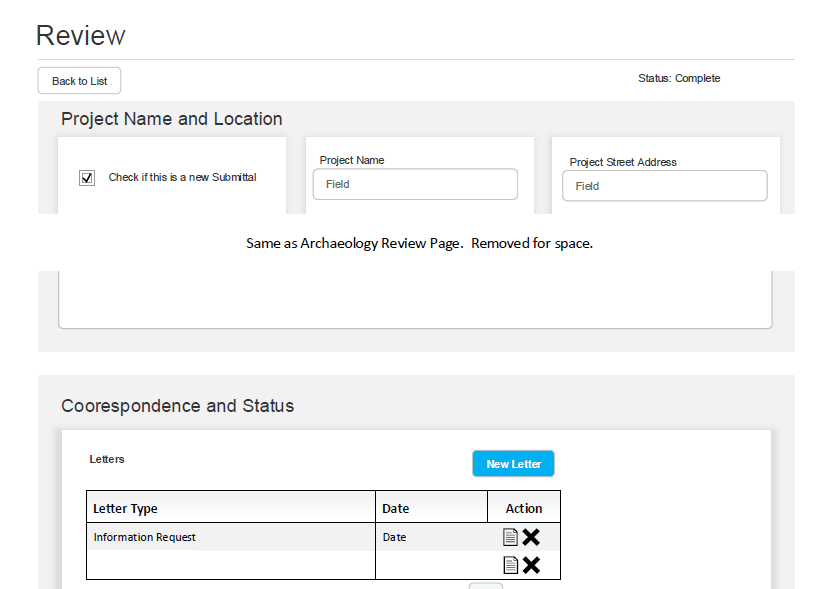 Review
Back to List
Status: Complete
Project Name and Location
Check if this is a new Submittal
Project Name
Field
Project Street Address
Field
Same as Archaeology Review Page. Removed for space.
Coorespondence and Status
Letters
New Letter
Letter Type Date Action
Information Request Date